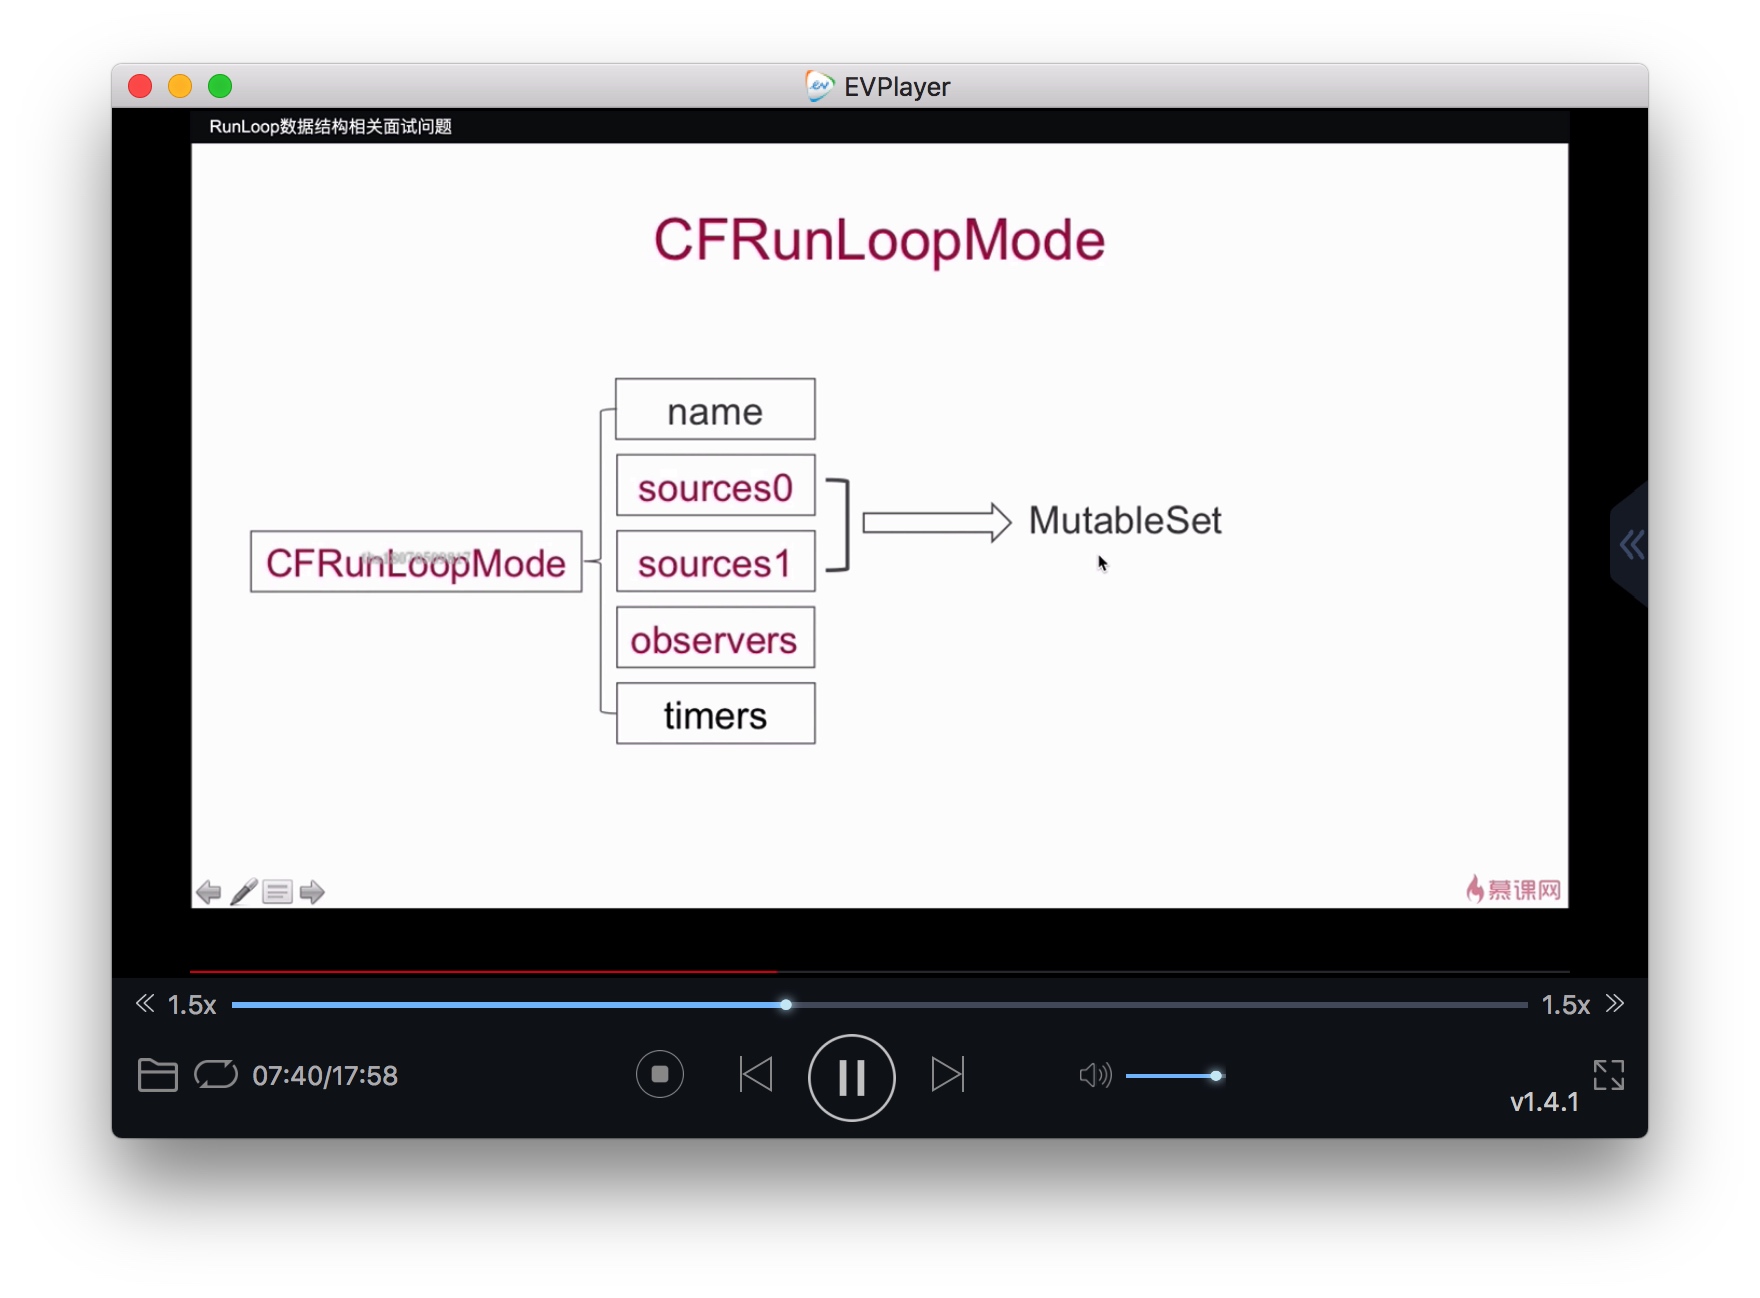 EVPlayer
RunLoop数据结构相关面试问题
CFRunLoopMode
name
sources0
sources1
CFRunLoopMode
observers
timers
MutableSet
慕课网
1.5x
1.5x
07:40/17:58
v1.4.1